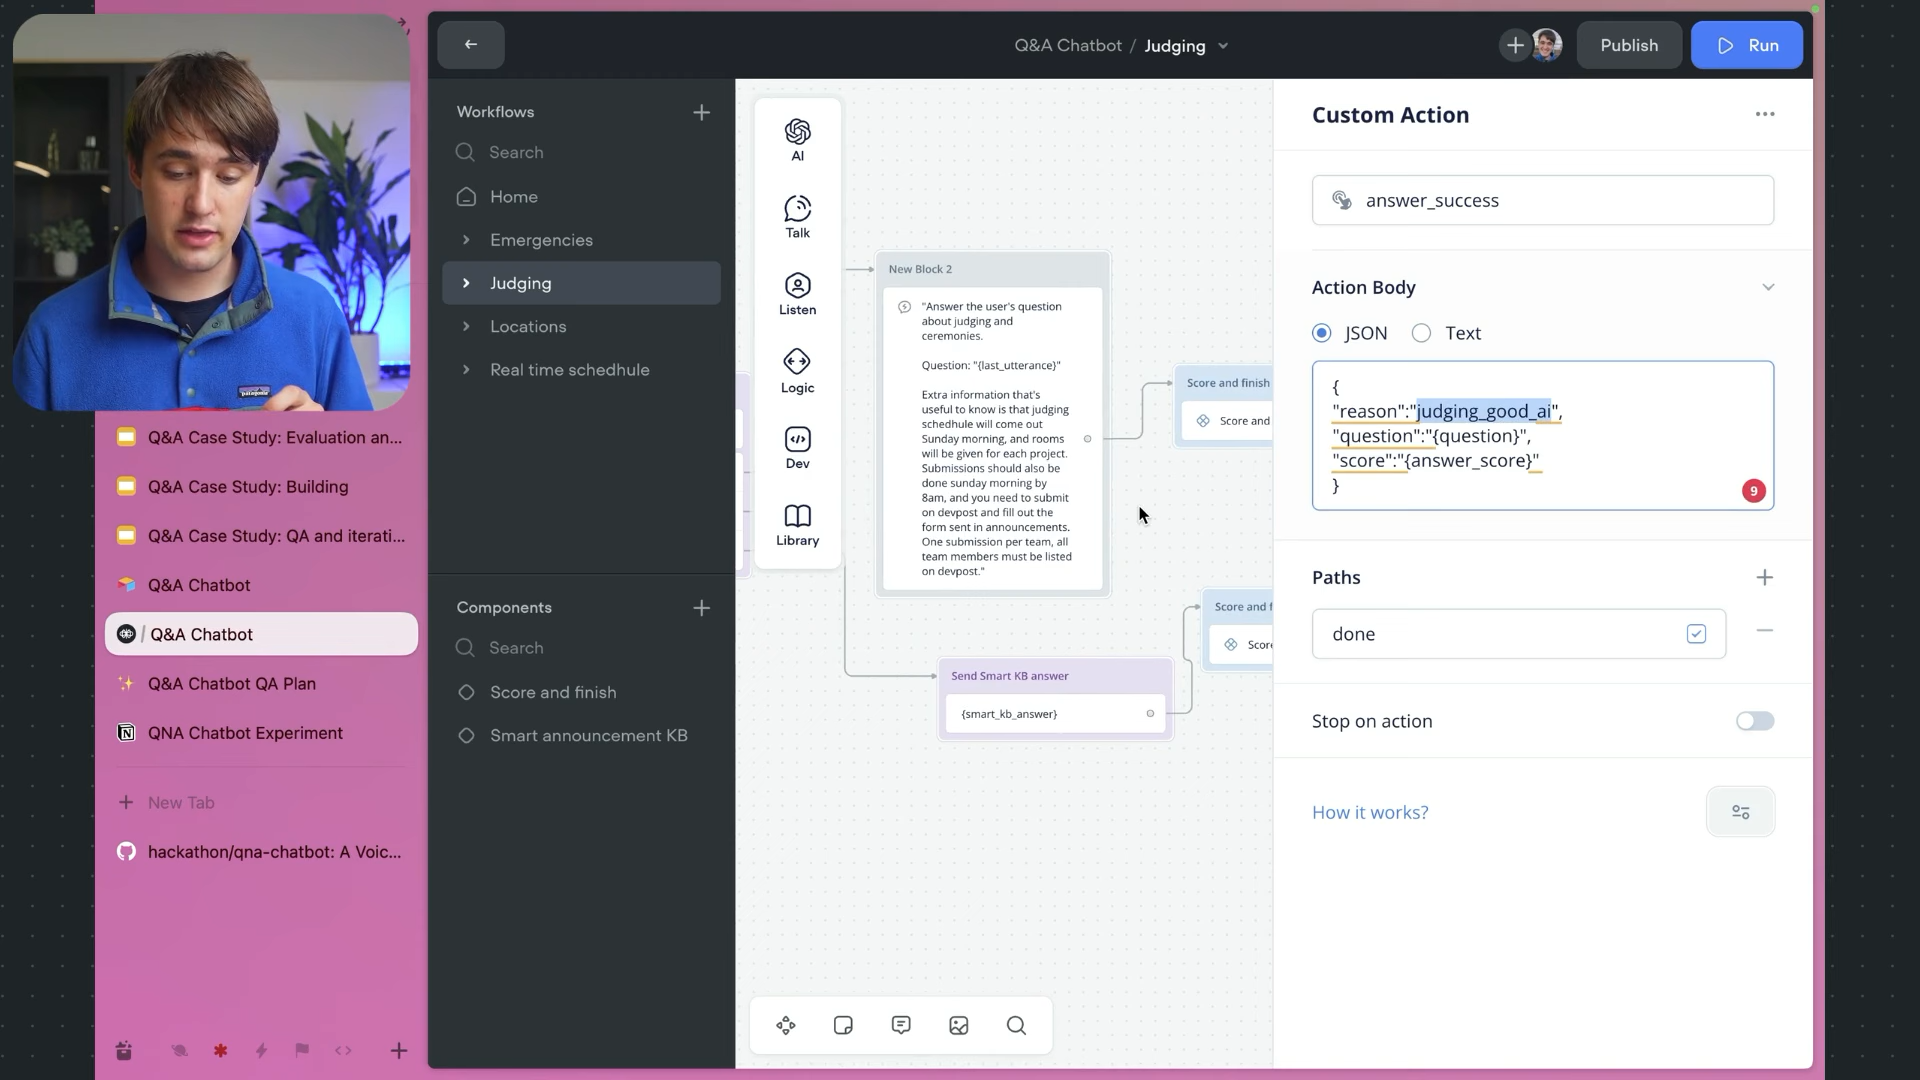 Q&A Chatbot / Judging
Publish
Run
Workflows
Search
Home
Emergencies
Judging
Locations
Real time schedhule
Components
Search
Score and finish
Smart announcement KB
Q&A Case Study: Evaluation an...
Q&A Case Study: Building
Q&A Case Study: QA and iterati...
Q&A Chatbot
/ Q&A Chatbot
Q&A Chatbot QA Plan
QNA Chatbot Experiment
New Tab
hackathon/qna-chatbot: A Voic...
patagonia
AI
Talk
Listen
Logic
Dev
Library
New Block 2
"Answer the user's question
about judging and
ceremonies.
Question: "{last_utterance}"
Extra information that's
useful to know is that judging
schedhule will come out
Sunday morning, and rooms
will be given for each project.
Submissions should also be
done sunday morning by
8am, and you need to submit
on devpost and fill out the
form sent in announcements.
One submission per team, all
team members must be listed
on devpost."
Score and finish
Score and
Score and f
Score
Send Smart KB answer
{smart_kb_answer}
Custom Action
answer_success
Action Body
JSON
Text
{
"reason":"judging_good_ai",
"question":"{question}",
"score":"{answer_score}"
}
9
Paths
done
Stop on action
How it works?